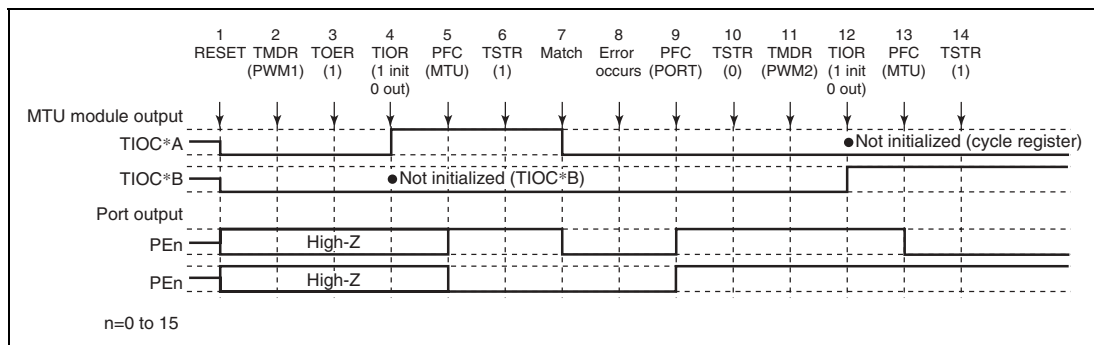 1 2 3 4 5 6 7 8 9 10 11 12 13 14
RESET TMDR TOER TIOR PFC TSTR Match Error PFC TSTR TMDR TIOR PFC TSTR
(PWM1) (1) (1 init (MTU) (1) occurs (PORT) (0) (PWM2) (1 init (MTU) (1)
0 out) 0 out)
MTU module output
TIOC*A ●Not initialized (cycle register)
TIOC*B ●Not initialized (TIOC*B)
Port output
PEn High-Z
PEn High-Z
n=0 to 15